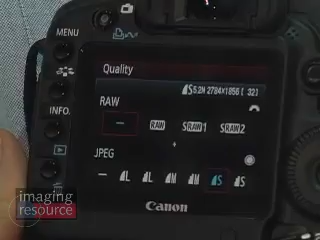 MENU
Quality
S 5.2M 2784x1856 [ 32]
RAW
INFO.
– RAW SRAW1 SRAW2
JPEG
– L L M M S S
Canon
imaging
resource